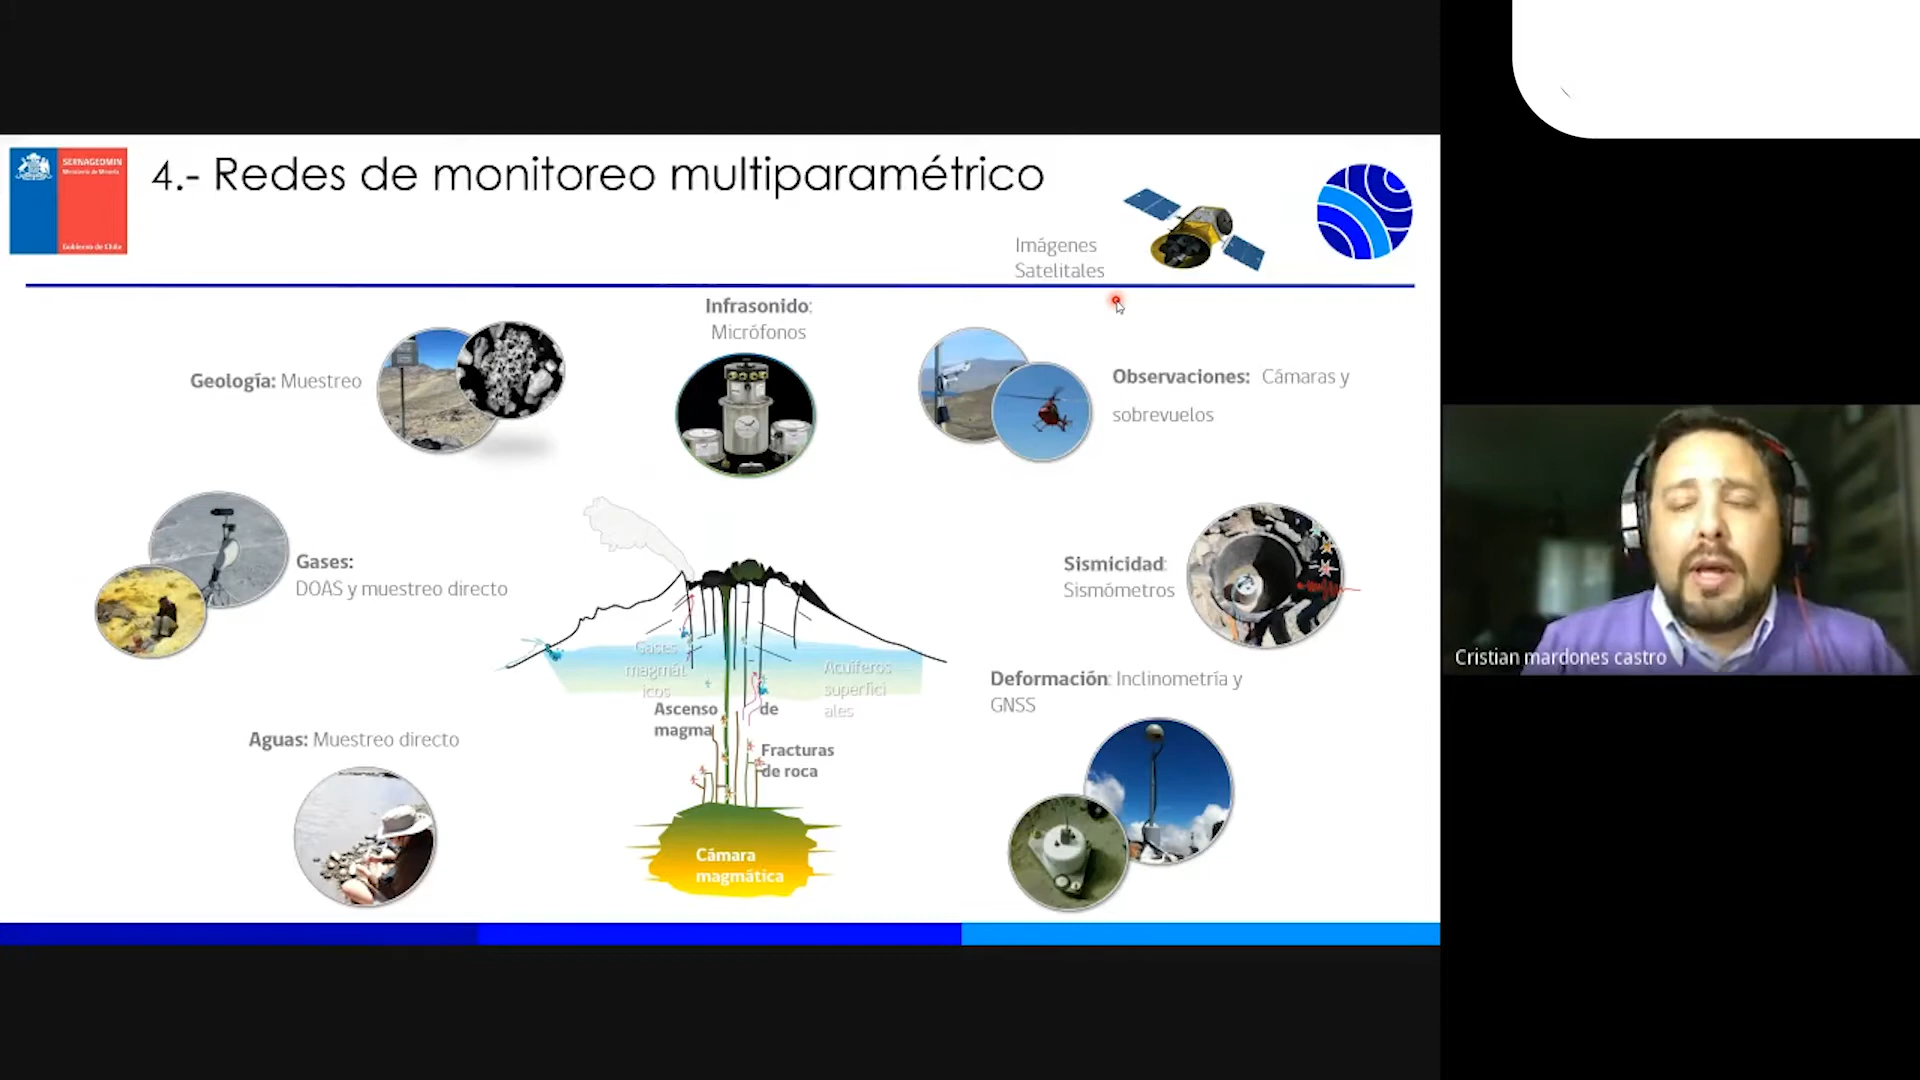 SERNAGEOMIN
Ministerio de Minería
Gobierno de Chile
4.- Redes de monitoreo multiparamétrico
Imágenes
Satelitales
Infrasonido:
Micrófonos
Geología: Muestreo
Observaciones: Cámaras y
sobrevuelos
Gases:
DOAS y muestreo directo
Sismicidad:
Sismómetros
Gases
magmát
icos
Acuíferos
superfici
ales
Deformación: Inclinometría y
GNSS
Ascenso de
magma
Fracturas
de roca
Aguas: Muestreo directo
Cámara
magmática
Cristian mardones castro